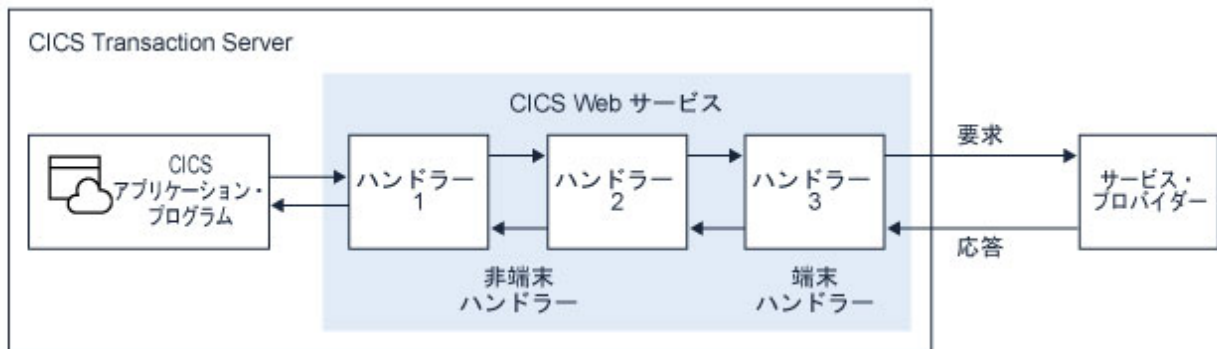 CICS Transaction Server
CICS Web サービス
CICS
アプリケーション・
プログラム
ハンドラー
1
ハンドラー
2
ハンドラー
3
要求
サービス・
プロバイダー
応答
非端末
ハンドラー
端末
ハンドラー